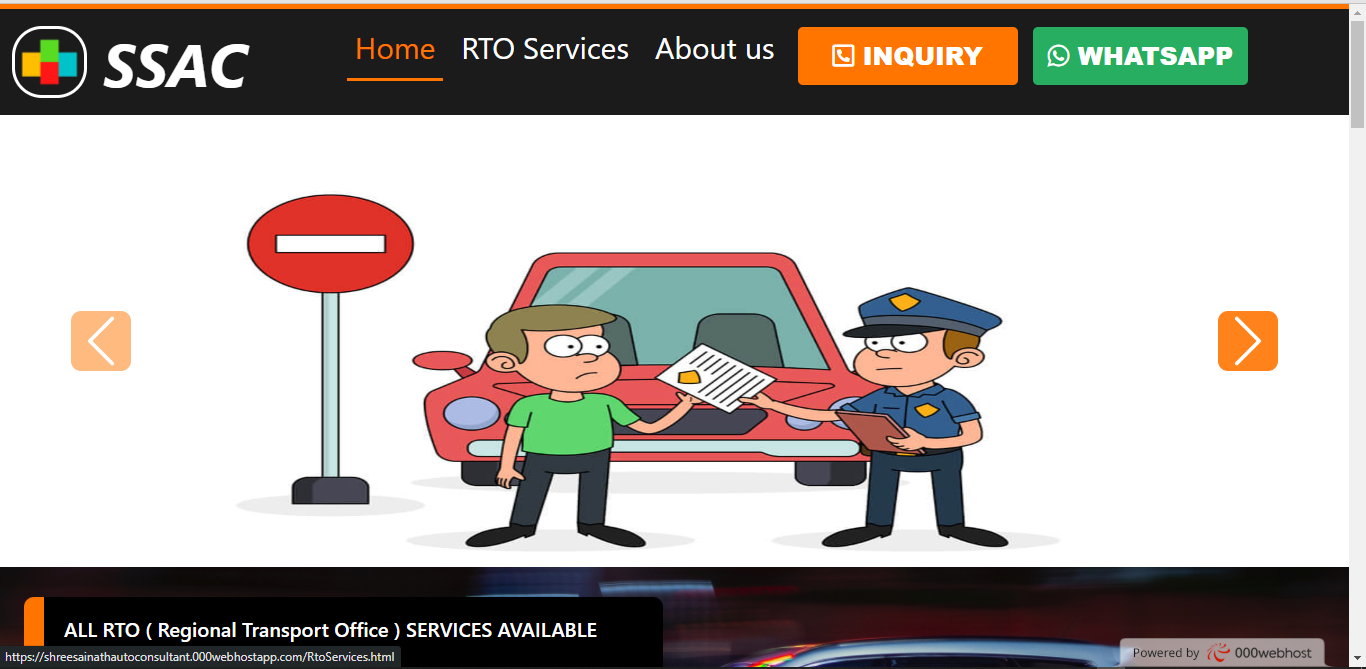 SSAC
Home RTO Services About us INQUIRY WHATSAPP
ALL RTO ( Regional Transport Office ) SERVICES AVAILABLE
https://shreesainathautoconsultant.000webhostapp.com/RtoServices.html
Powered by 000webhost